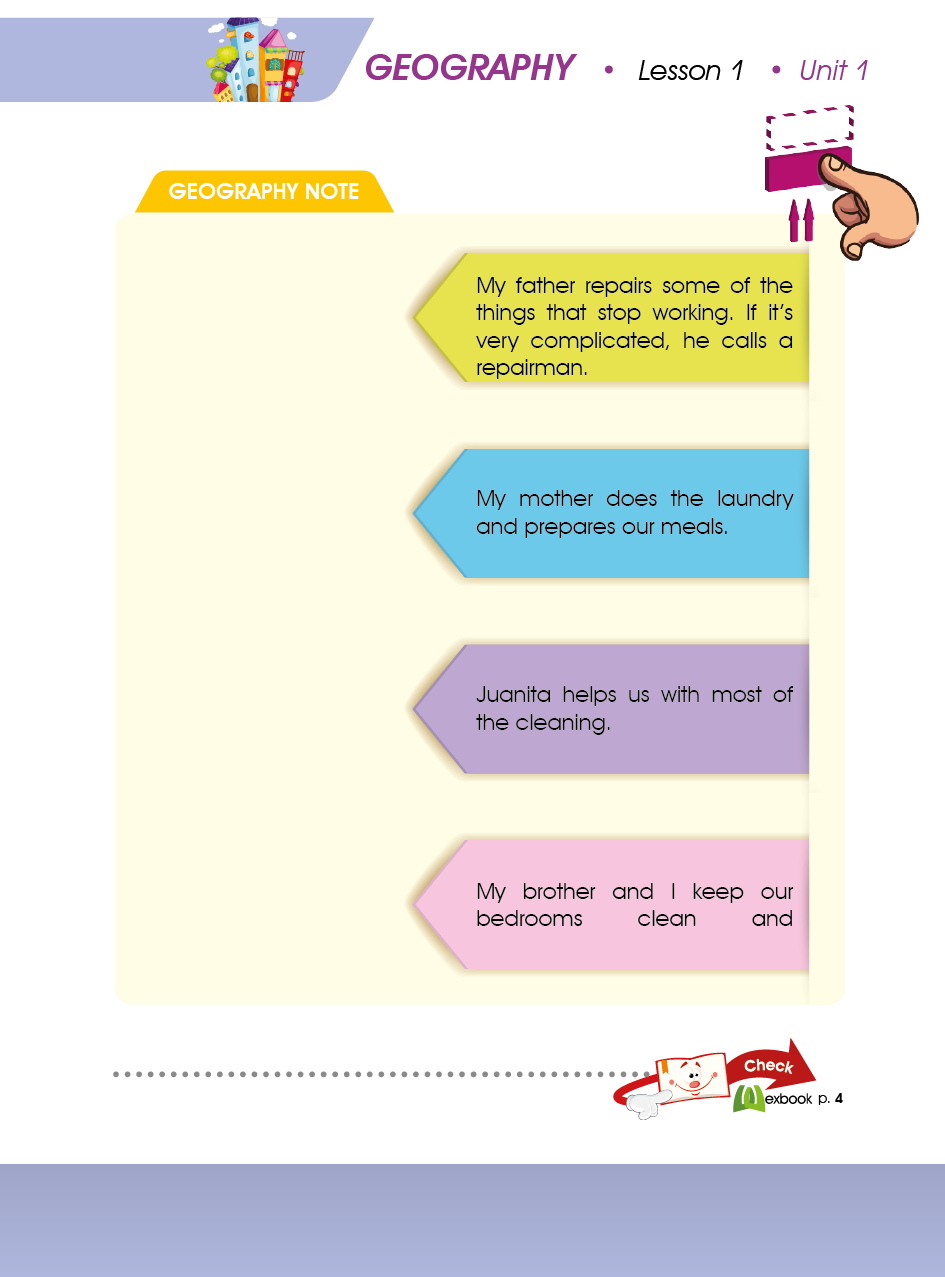 GEOGRAPHY • Lesson 1 • Unit 1
GEOGRAPHY NOTE
My father repairs some of the
things that stop working. If it's
very complicated, he calls a
repairman.
My mother does the laundry
and prepares our meals.
Juanita helps us with most of
the cleaning.
My brother and I keep our
bedrooms clean and
Check
Mexbook p. 4